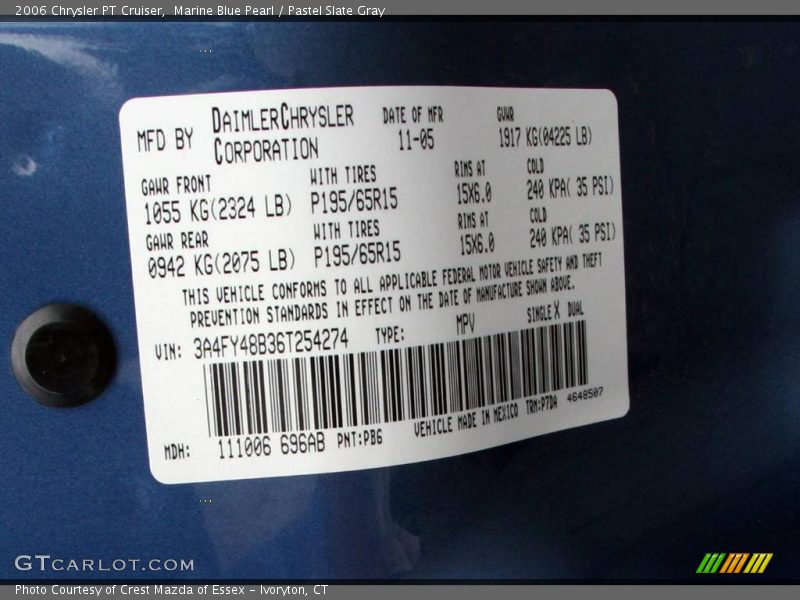 2006 Chrysler PT Cruiser,  Marine Blue Pearl / Pastel Slate Gray
MFD BY DAIMLERCHRYSLER CORPORATION DATE OF MFR 11-05 GVWR 1917 KG(04225 LB)
GAWR FRONT WITH TIRES RIMS AT COLD
1055 KG(2324 LB) P195/65R15 15X6.0 240 KPA( 35 PSI)
GAWR REAR WITH TIRES RIMS AT COLD
0942 KG(2075 LB) P195/65R15 15X6.0 240 KPA( 35 PSI)
THIS VEHICLE CONFORMS TO ALL APPLICABLE FEDERAL MOTOR VEHICLE SAFETY AND THEFT
PREVENTION STANDARDS IN EFFECT ON THE DATE OF MANUFACTURE SHOWN ABOVE.
VIN: 3A4FY48B36T254274 TYPE: MPV SINGLE X DUAL
MDH: 111006 696AB PNT:PB6 VEHICLE MADE IN MEXICO TRM:P7DA 4648507
GTCARLOT.COM
Photo Courtesy of Crest Mazda of Essex - Ivoryton, CT